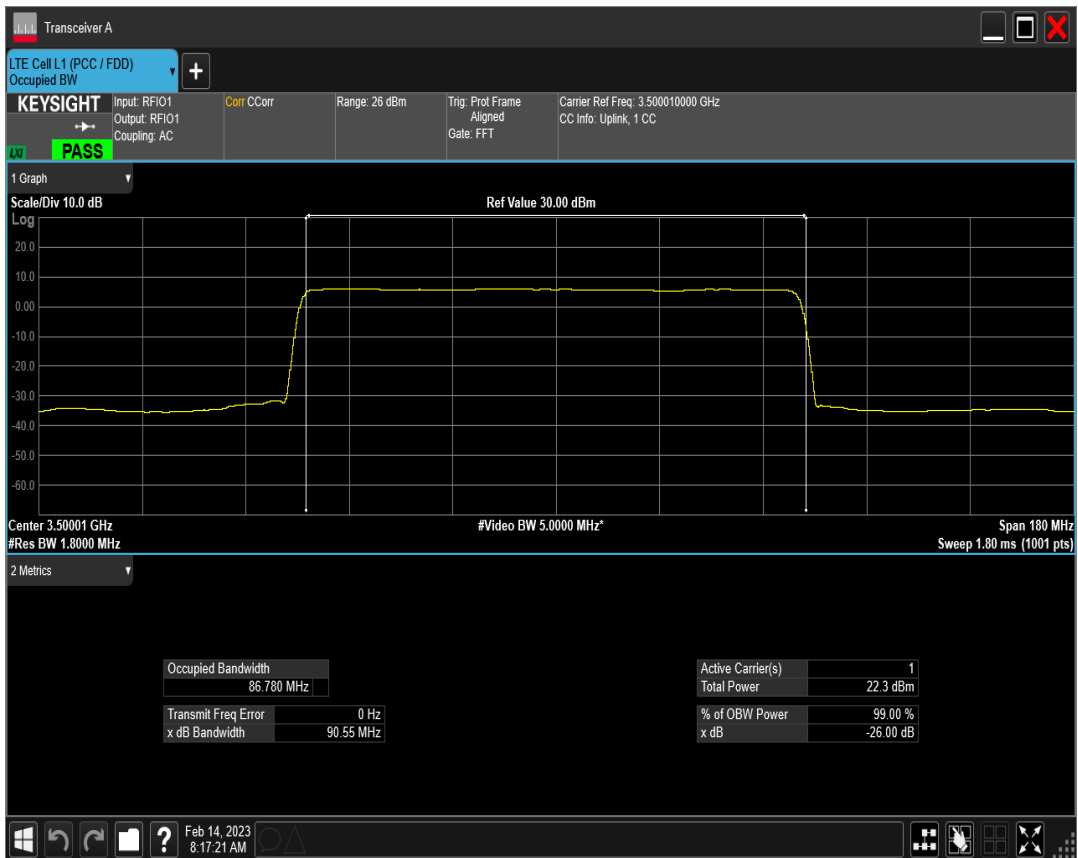 Transceiver A
LTE Cell L1 (PCC / FDD)
Occupied BW
+
KEYSIGHT
LXI
PASS
Input: RFIO1
Output: RFIO1
Coupling: AC
Corr CCorr
Range: 26 dBm
Trig: Prot Frame
Aligned
Gate: FFT
Carrier Ref Freq: 3.500010000 GHz
CC Info: Uplink, 1 CC
1 Graph
Scale/Div 10.0 dB
Ref Value 30.00 dBm
Log
20.0
10.0
0.00
-10.0
-20.0
-30.0
-40.0
-50.0
-60.0
Center 3.50001 GHz
#Video BW 5.0000 MHz*
Span 180 MHz
#Res BW 1.8000 MHz
Sweep 1.80 ms (1001 pts)
2 Metrics
Occupied Bandwidth
86.780 MHz
Transmit Freq Error 0 Hz
x dB Bandwidth 90.55 MHz
Active Carrier(s) 1
Total Power 22.3 dBm
% of OBW Power 99.00 %
x dB -26.00 dB
?
Feb 14, 2023
8:17:21 AM